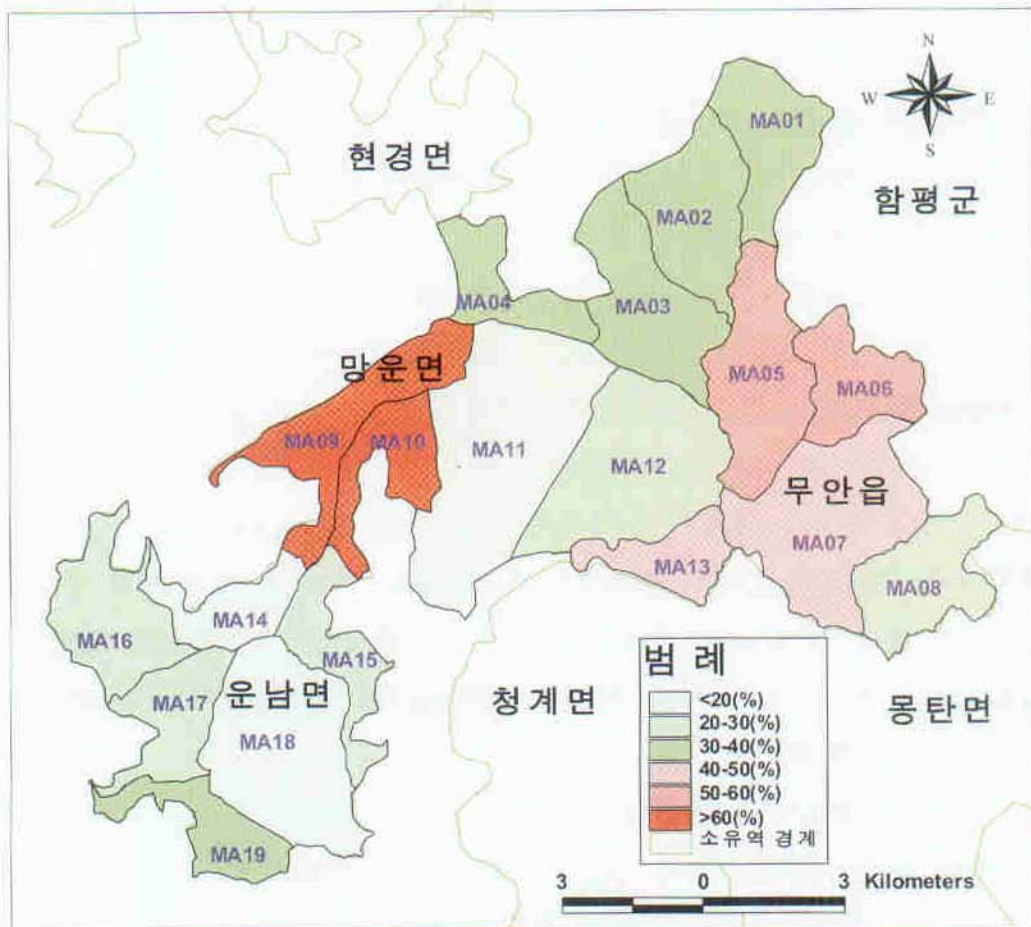 N
W E
S
MA01
현경면
함평군
MA02
MA04
MA03
망운면
MA05
MA06
MA09
MA10
MA11
MA12
무안읍
MA07
MA13
MA08
MA14
MA16
MA15
MA17
운남면
청계면
몽탄면
MA18
MA19
범 례
<20(%)
20-30(%)
30-40(%)
40-50(%)
50-60(%)
>60(%)
소유역 경계
3 0 3 Kilometers